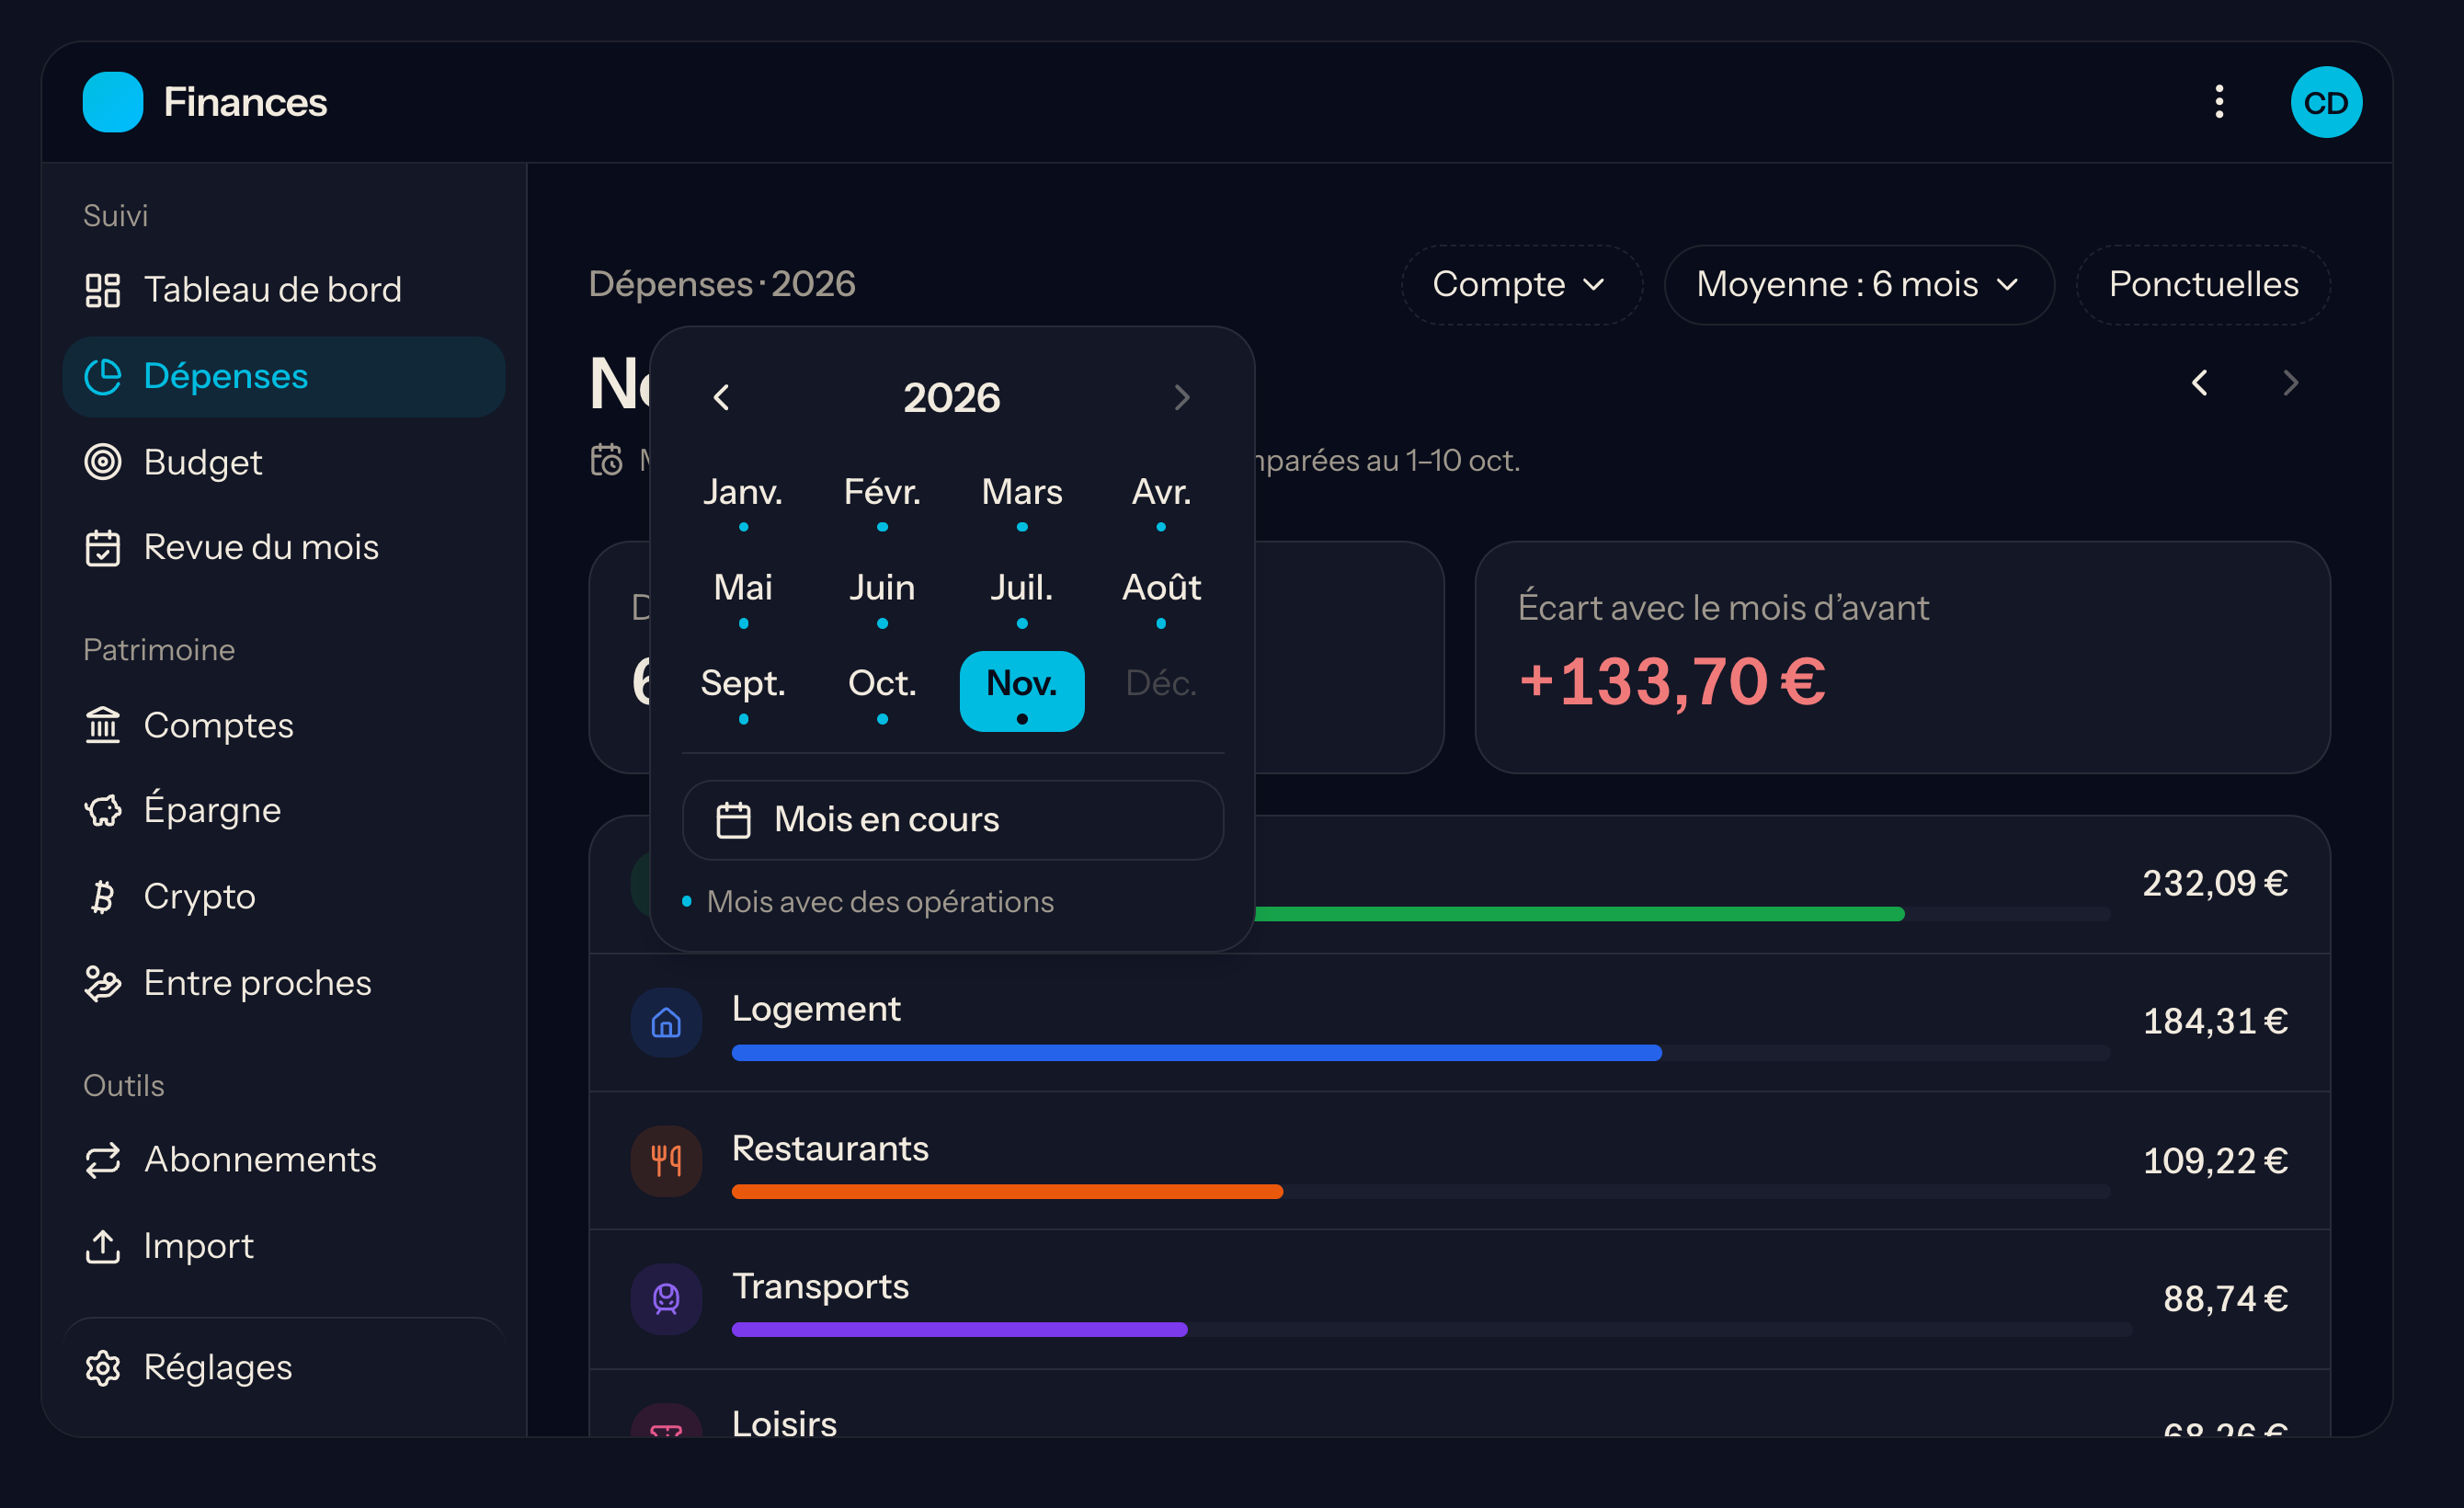 Finances
CD
Suivi
Tableau de bord
Dépenses
Budget
Revue du mois
Patrimoine
Comptes
Épargne
Crypto
Entre proches
Outils
Abonnements
Import
Réglages
Dépenses · 2026
Compte
Moyenne : 6 mois
Ponctuelles
au 1–10 oct.
2026
Janv. Févr. Mars Avr.
Mai Juin Juil. Août
Sept. Oct. Nov. Déc.
Mois en cours
Mois avec des opérations
Écart avec le mois d’avant
+133,70 €
232,09 €
Logement
184,31 €
Restaurants
109,22 €
Transports
88,74 €
Loisirs
68,26 €